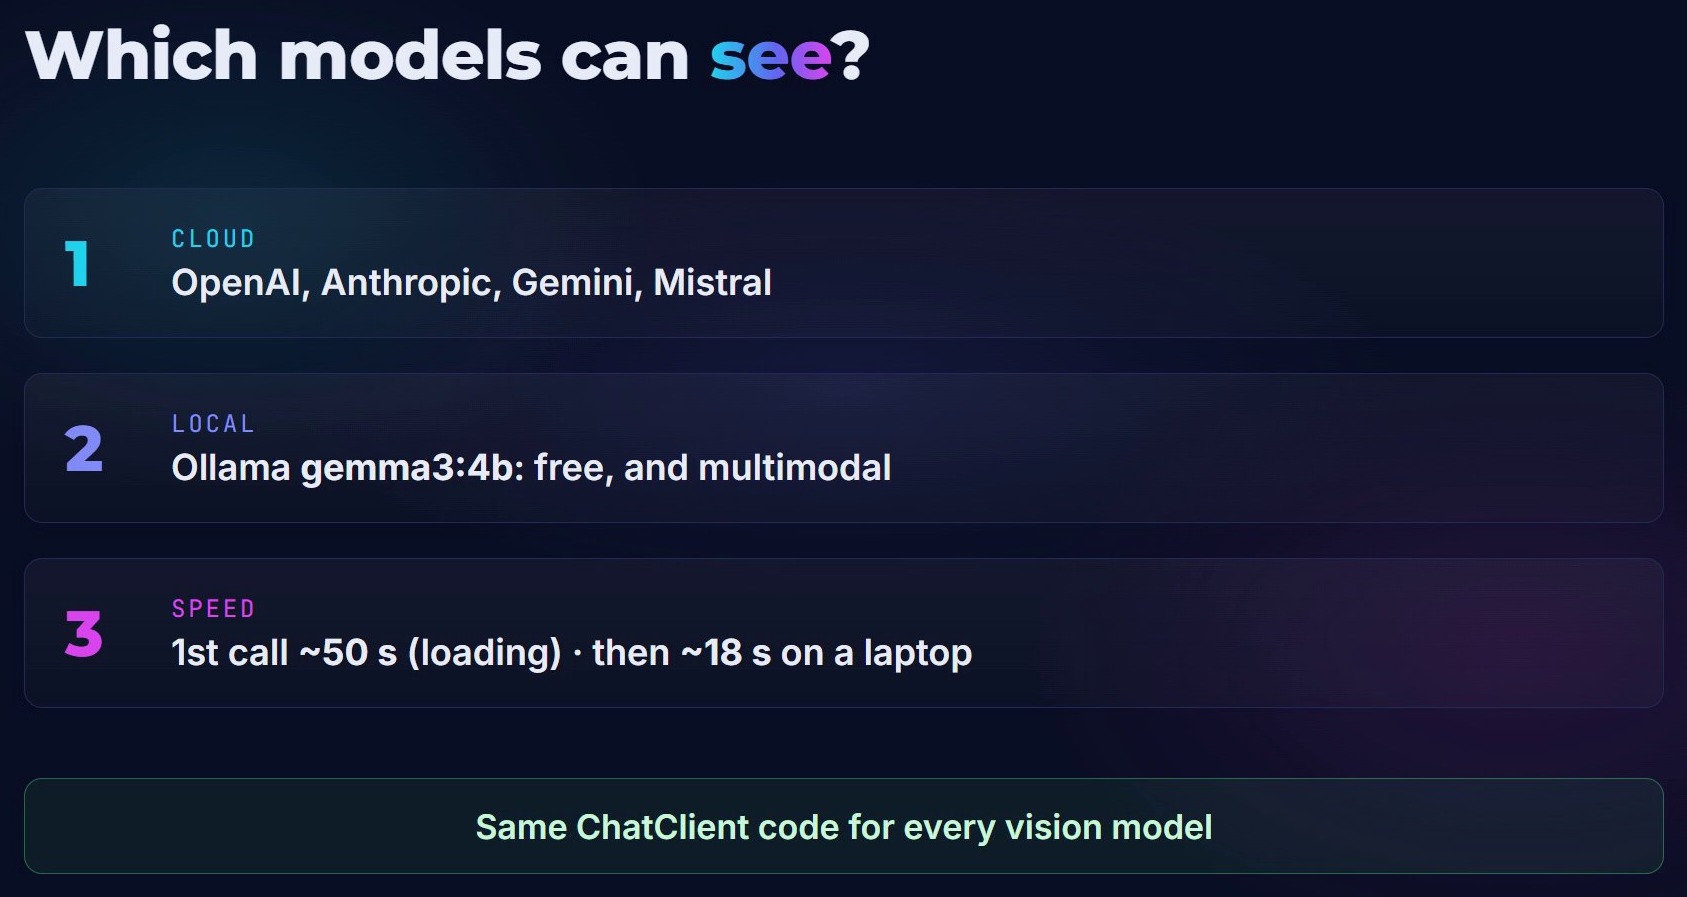 Which models can see?
1
CLOUD
OpenAI, Anthropic, Gemini, Mistral
2
LOCAL
Ollama gemma3:4b: free, and multimodal
3
SPEED
1st call ~50 s (loading) · then ~18 s on a laptop
Same ChatClient code for every vision model